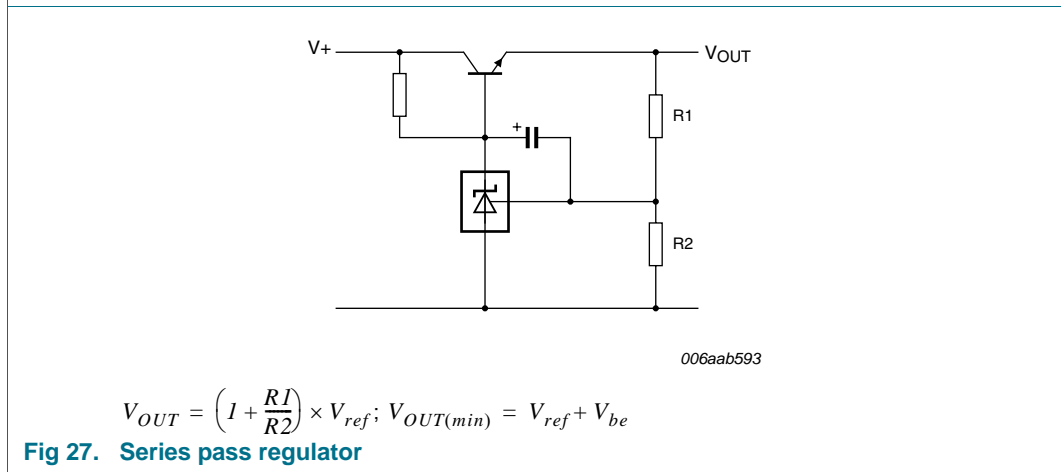 V+
VOUT
R1
+
R2
006aab593
VOUT = (1 + R1/R2) × Vref; VOUT(min) = Vref + Vbe
Fig 27. Series pass regulator